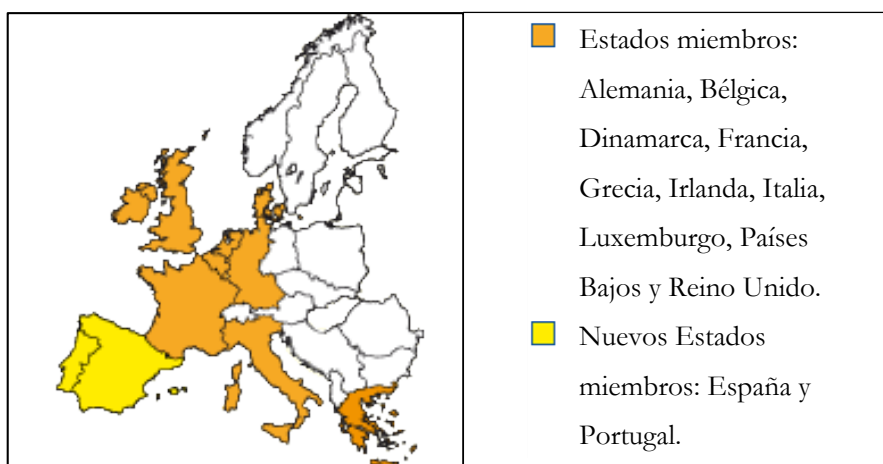 Estados miembros:
Alemania, Bélgica,
Dinamarca, Francia,
Grecia, Irlanda, Italia,
Luxemburgo, Países
Bajos y Reino Unido.
Nuevos Estados
miembros: España y
Portugal.